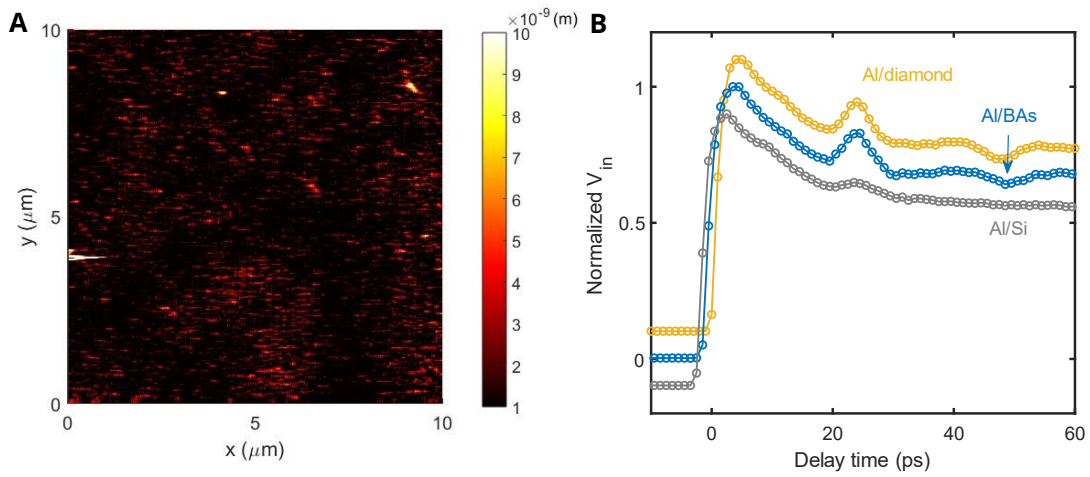 A
×10⁻⁹ (m)
10
5
0
y (μm)
0
5
10
x (μm)
10
9
8
7
6
5
4
3
2
1
B
Al/diamond
Al/BAs
Al/Si
1
0.5
0
Normalized Vᵢₙ
0
20
40
60
Delay time (ps)